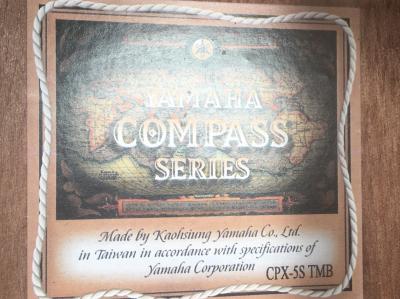 YAMAHA
COMPASS
SERIES
Made by Kaohsiung Yamaha Co., Ltd.
in Taiwan in accordance with specifications of
Yamaha Corporation CPX-5S TMB